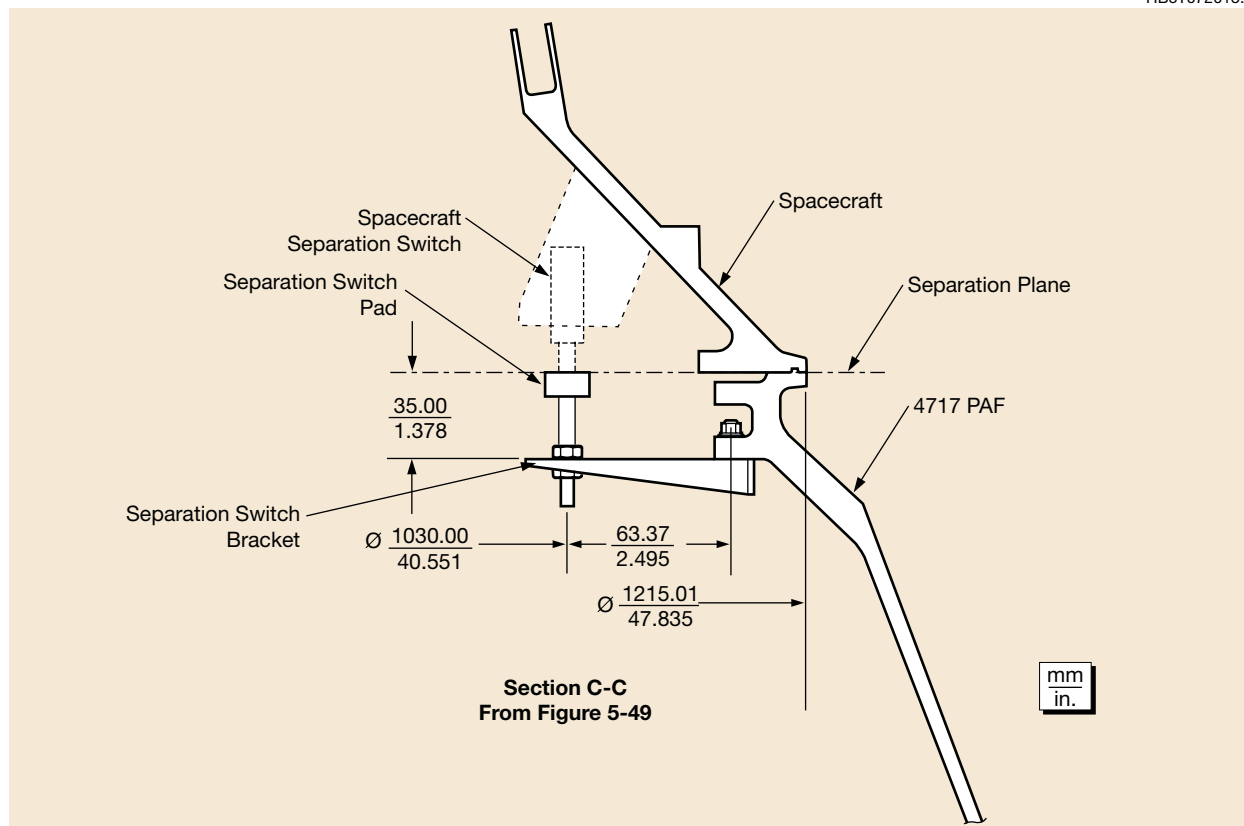 Spacecraft
Separation Switch
Separation Switch
Pad
Spacecraft
Separation Plane
35.00
1.378
4717 PAF
Separation Switch
Bracket
Ø 1030.00
40.551
63.37
2.495
Ø 1215.01
47.835
Section C-C
From Figure 5-49
mm
in.